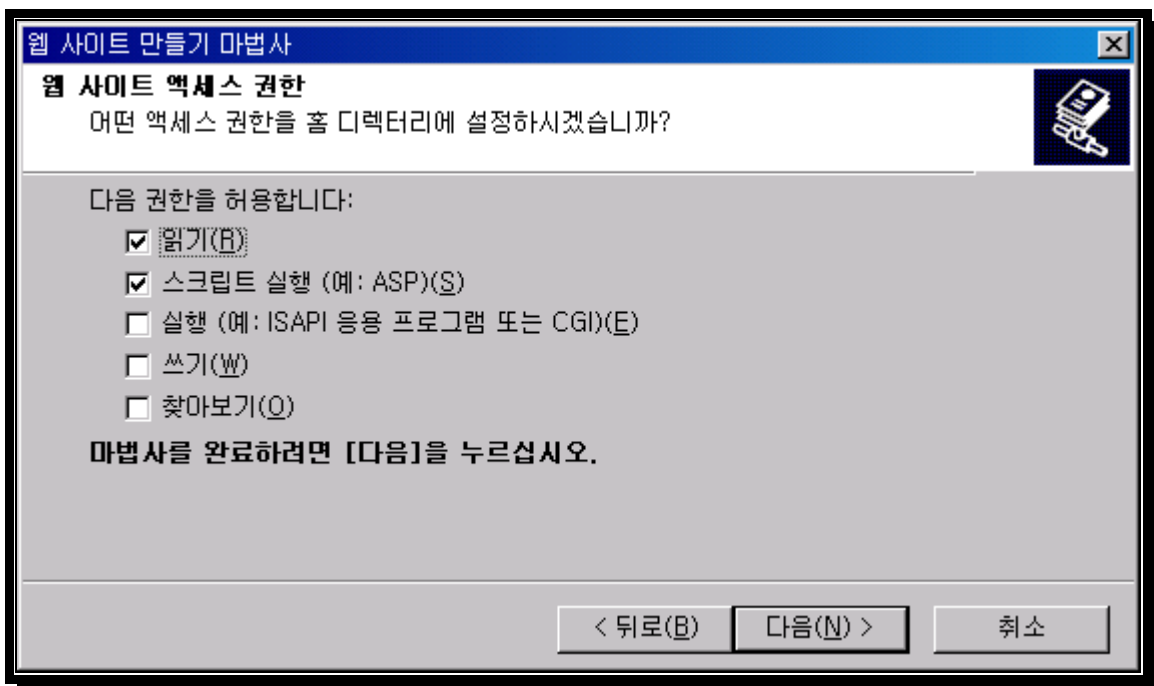 웹 사이트 만들기 마법사
웹 사이트 액세스 권한
어떤 액세스 권한을 홈 디렉터리에 설정하시겠습니까?
다음 권한을 허용합니다:
읽기(R)
스크립트 실행 (예: ASP)(S)
실행 (예: ISAPI 응용 프로그램 또는 CGI)(E)
쓰기(W)
찾아보기(O)
마법사를 완료하려면 [다음]을 누르십시오.
< 뒤로(B) 다음(N) > 취소